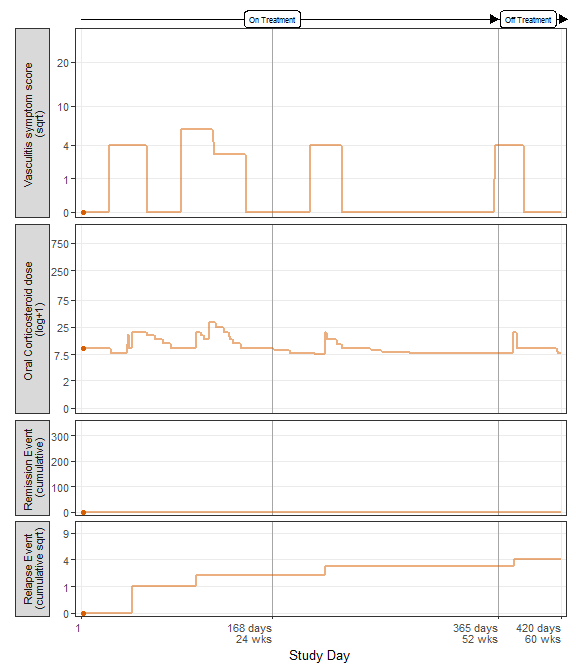 On Treatment
Off Treatment
Vasculitis symptom score
(sqrt)
20
10
4
1
0
Oral Corticosteroid dose
(log+1)
750
250
75
25
7.5
2
0
Remission Event
(cumulative)
300
200
100
0
Relapse Event
(cumulative sqrt)
9
4
1
0
1
168 days
24 wks
365 days
52 wks
420 days
60 wks
Study Day